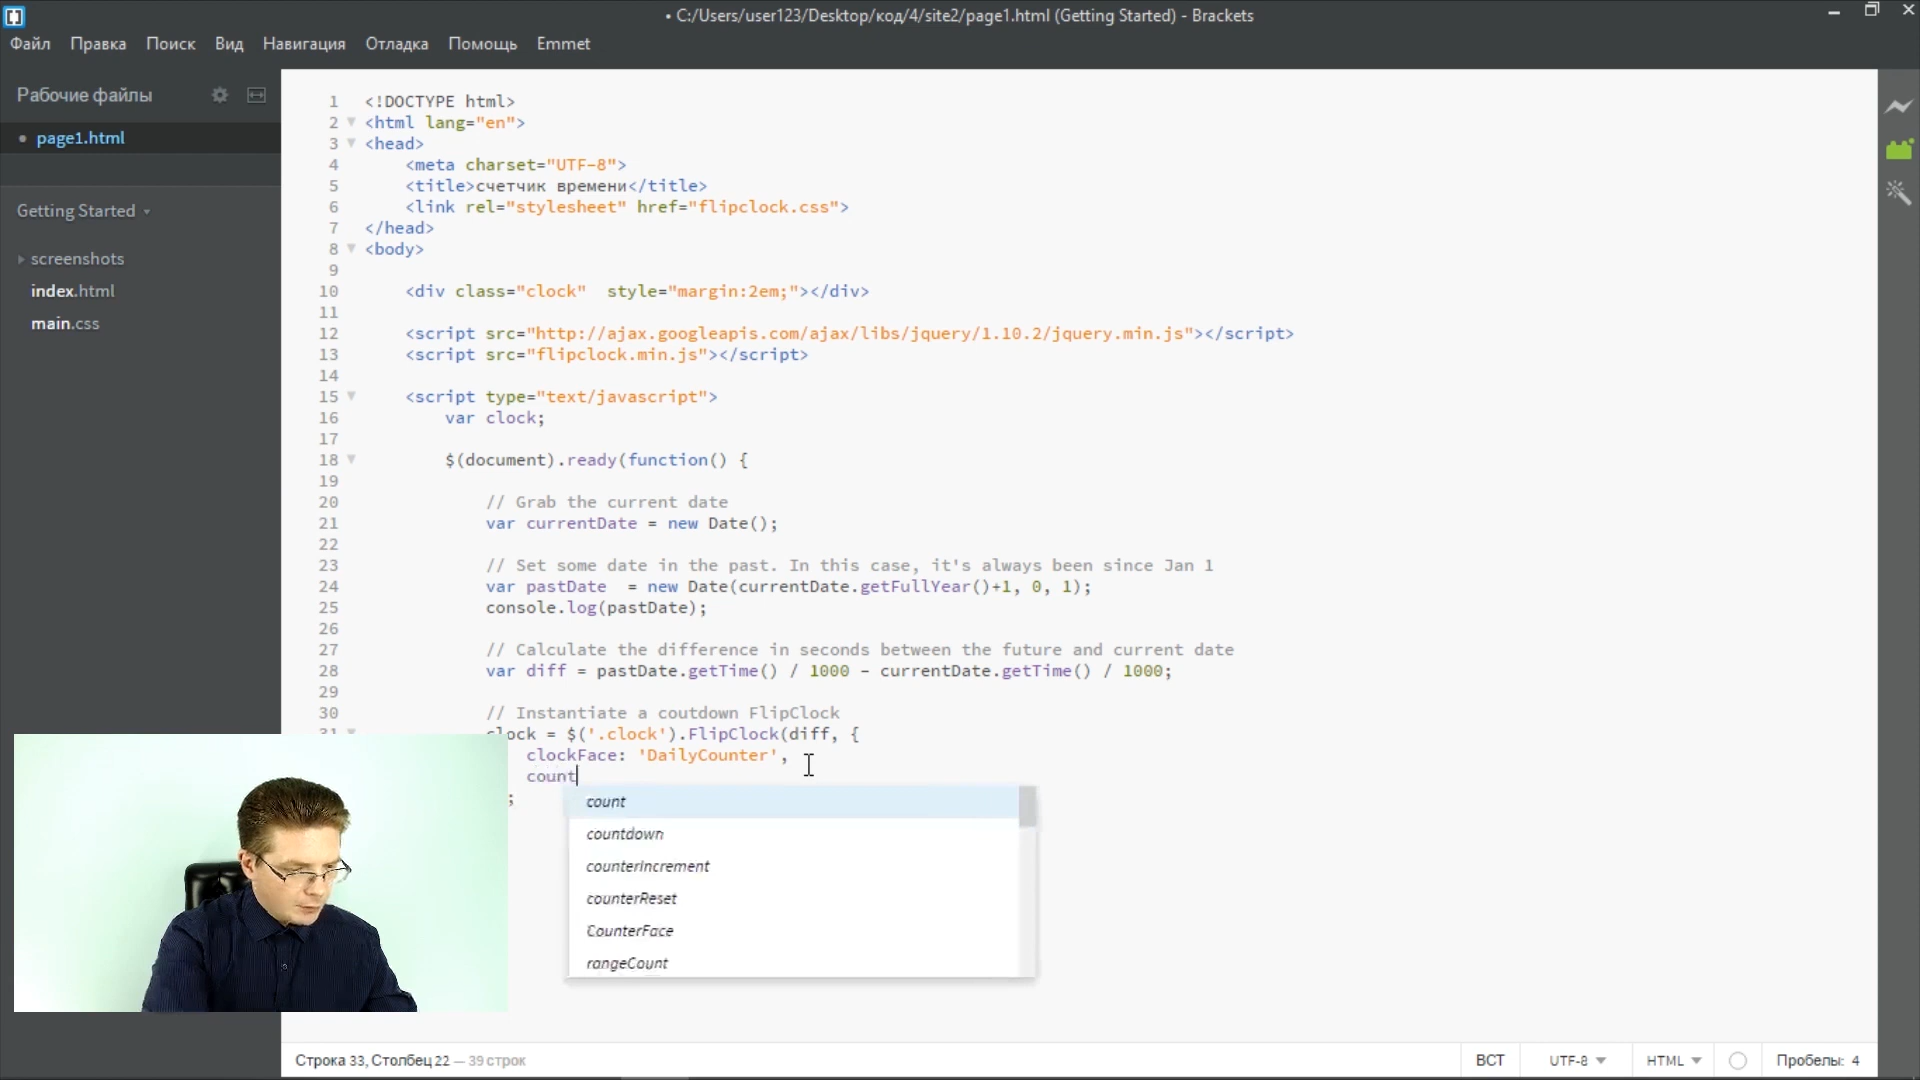 • C:/Users/user123/Desktop/код/4/site2/page1.html (Getting Started) - Brackets
Файл Правка Поиск Вид Навигация Отладка Помощь Emmet
Рабочие файлы
• page1.html
Getting Started
screenshots
index.html
main.css
1 <!DOCTYPE html>
2 <html lang="en">
3 <head>
4 <meta charset="UTF-8">
5 <title>счетчик времени</title>
6 <link rel="stylesheet" href="flipclock.css">
7 </head>
8 <body>
9
10 <div class="clock"  style="margin:2em;"></div>
11
12 <script src="http://ajax.googleapis.com/ajax/libs/jquery/1.10.2/jquery.min.js"></script>
13 <script src="flipclock.min.js"></script>
14
15 <script type="text/javascript">
16 var clock;
17
18 $(document).ready(function() {
19
20 // Grab the current date
21 var currentDate = new Date();
22
23 // Set some date in the past. In this case, it's always been since Jan 1
24 var pastDate  = new Date(currentDate.getFullYear()+1, 0, 1);
25 console.log(pastDate);
26
27 // Calculate the difference in seconds between the future and current date
28 var diff = pastDate.getTime() / 1000 - currentDate.getTime() / 1000;
29
30 // Instantiate a coutdown FlipClock
31 clock = $('.clock').FlipClock(diff, {
clockFace: 'DailyCounter',
count
;
count
countdown
counterIncrement
counterReset
CounterFace
rangeCount
Строка 33, Столбец 22 — 39 строк
ВСТ UTF-8 HTML Пробелы: 4